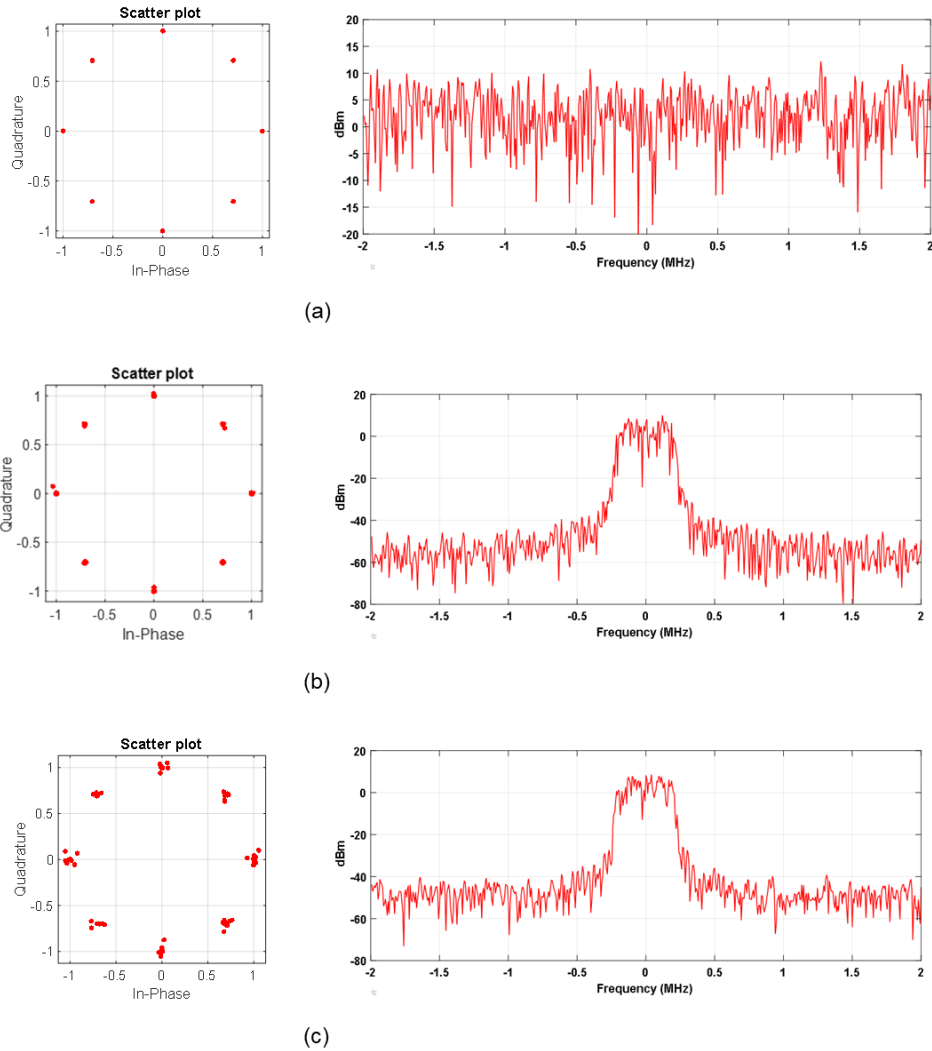 Scatter plot
1
0.5
0
-0.5
-1
Quadrature
-1 -0.5 0 0.5 1
In-Phase
20
15
10
5
0
-5
-10
-15
-20
dBm
-2 -1.5 -1 -0.5 0 0.5 1 1.5 2
Frequency (MHz)
(a)
Scatter plot
1
0.5
0
-0.5
-1
Quadrature
-1 -0.5 0 0.5 1
In-Phase
20
0
-20
-40
-60
-80
dBm
-2 -1.5 -1 -0.5 0 0.5 1 1.5 2
Frequency (MHz)
(b)
Scatter plot
1
0.5
0
-0.5
-1
Quadrature
-1 -0.5 0 0.5 1
In-Phase
20
0
-20
-40
-60
-80
dBm
-2 -1.5 -1 -0.5 0 0.5 1 1.5 2
Frequency (MHz)
(c)